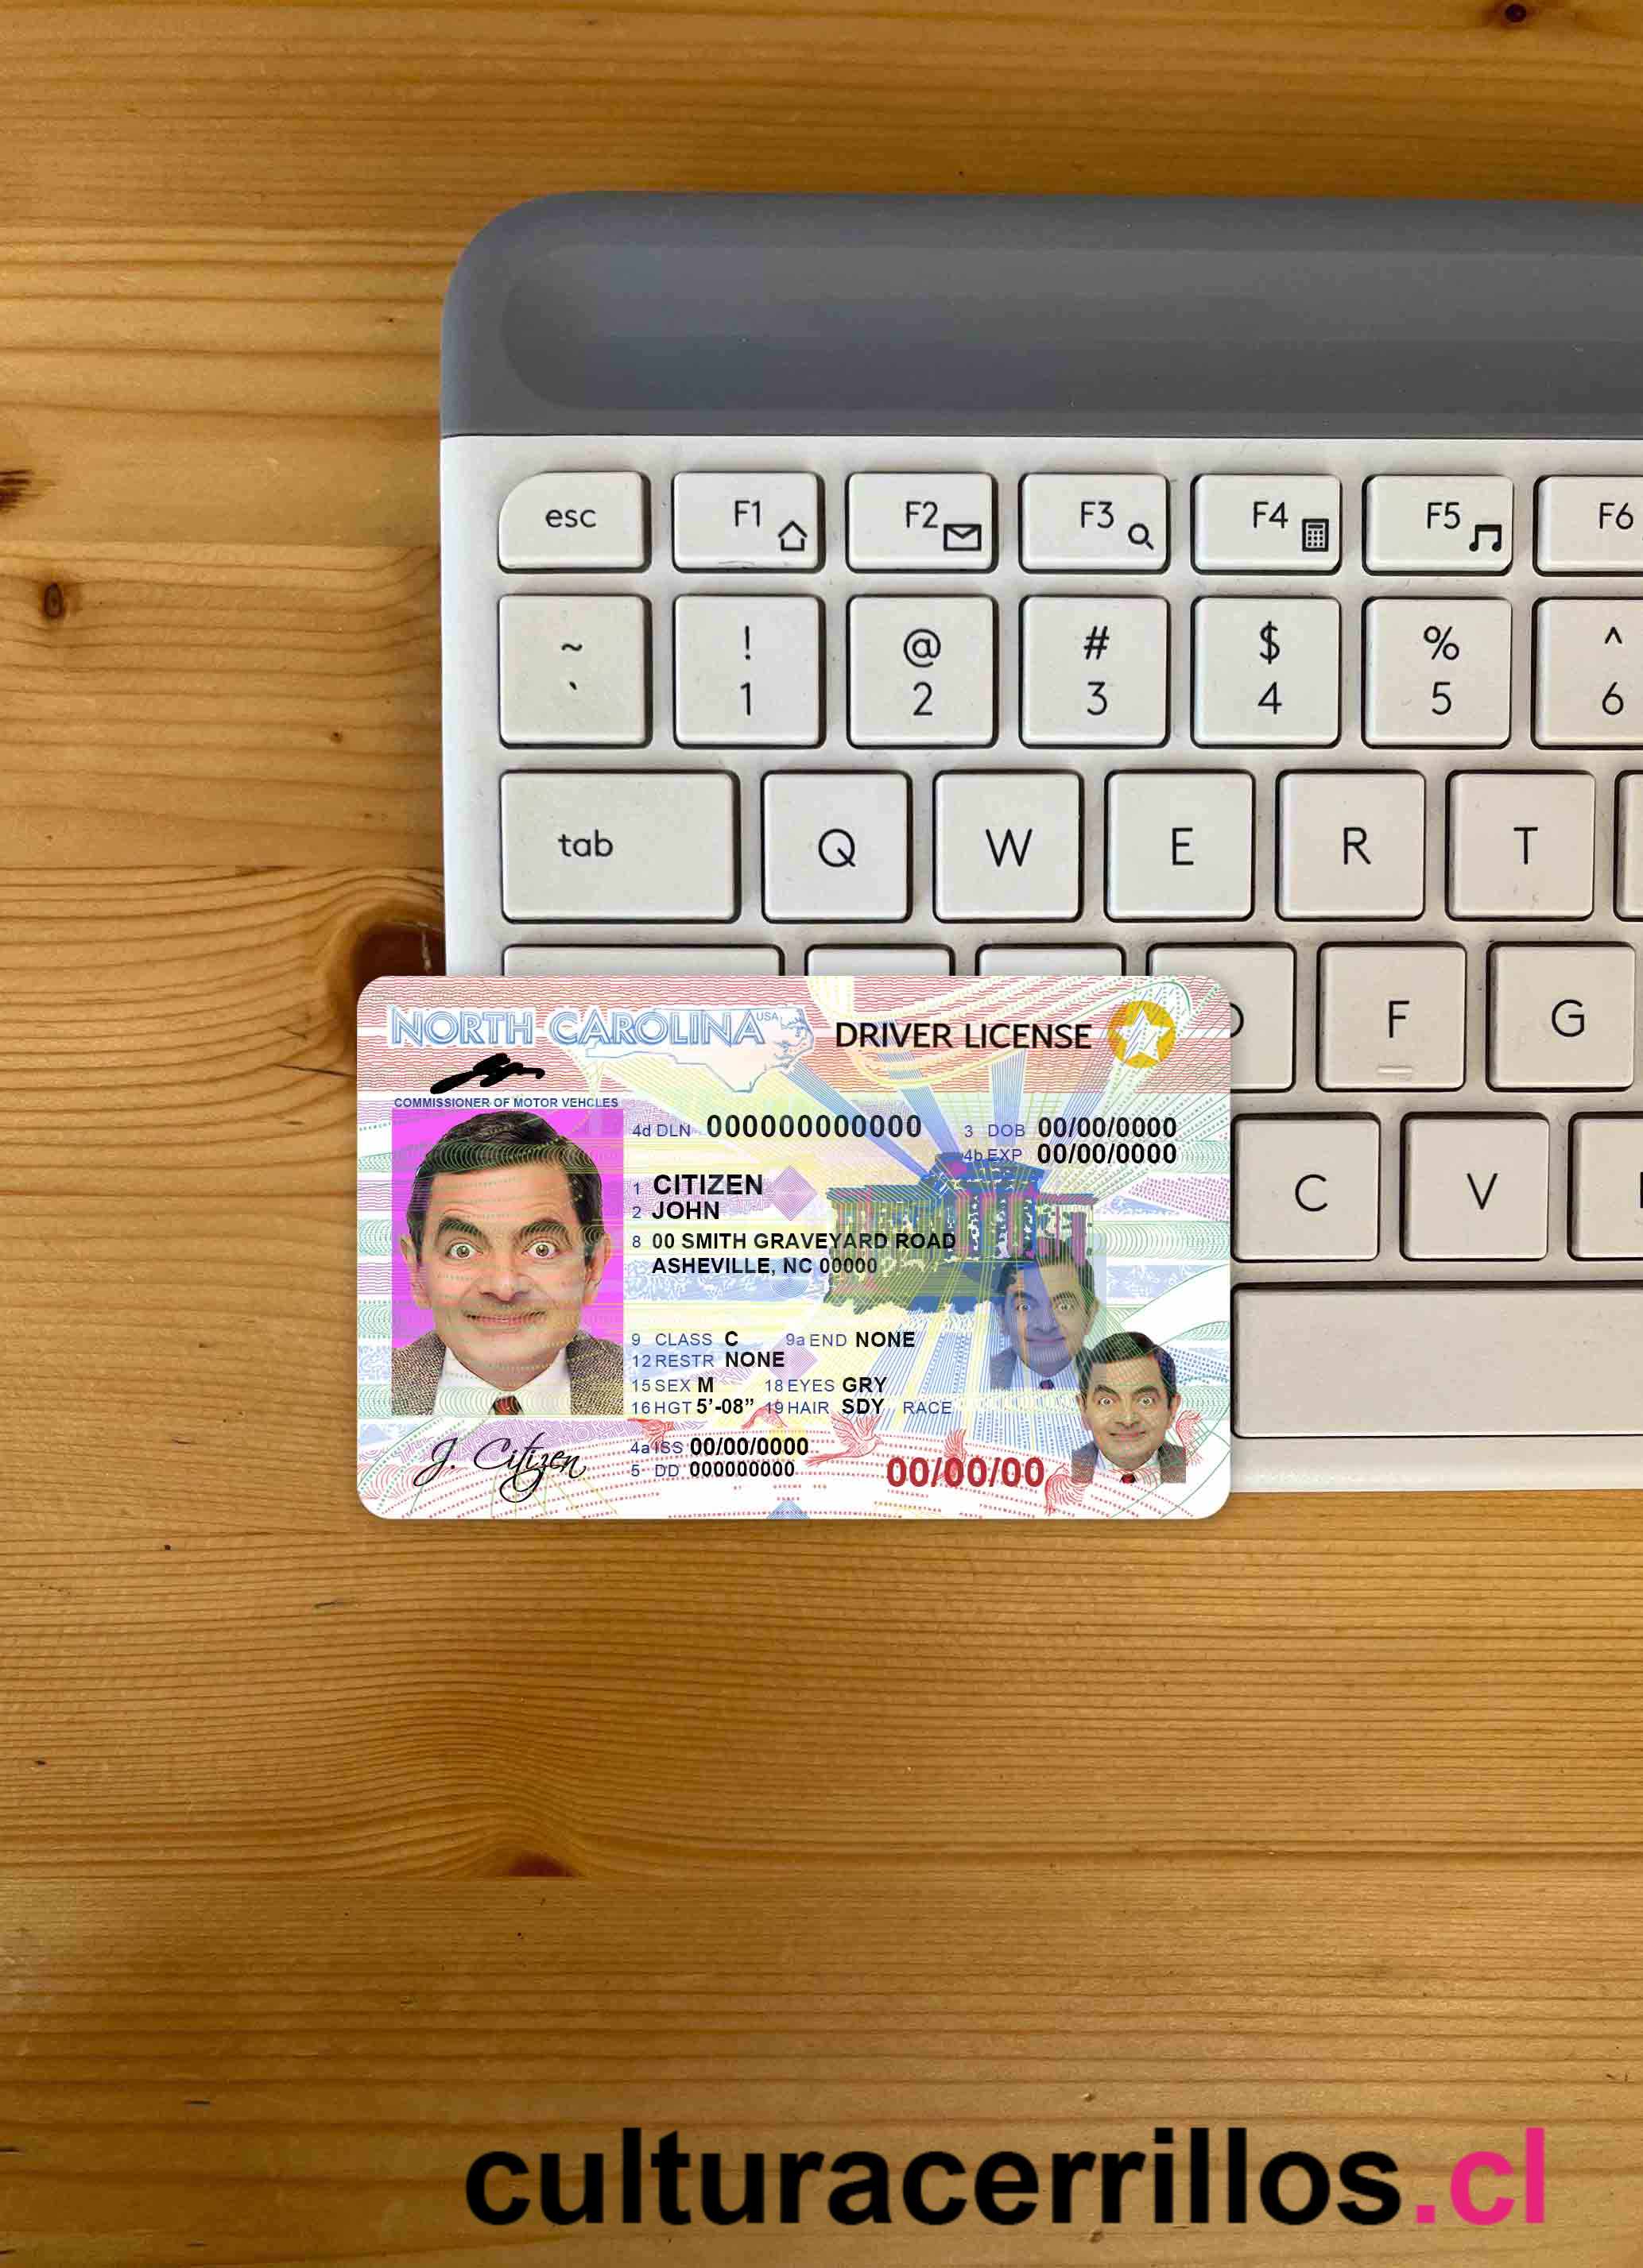 esc F1 F2 F3 F4 F5 F6
~ ! @ # $ % ^
` 1 2 3 4 5 6
tab Q W E R T
F G
C V
NORTH CAROLINA USA DRIVER LICENSE
COMMISSIONER OF MOTOR VEHCLES
4d DLN 000000000000 3 DOB 00/00/0000
4b EXP 00/00/0000
1 CITIZEN
2 JOHN
8 00 SMITH GRAVEYARD ROAD
ASHEVILLE, NC 00000
9 CLASS C 9a END NONE
12 RESTR NONE
15 SEX M 18 EYES GRY
16 HGT 5'-08” 19 HAIR SDY RACE
J. Citizen
4a ISS 00/00/0000
5 DD 000000000
00/00/00
culturacerrillos.cl